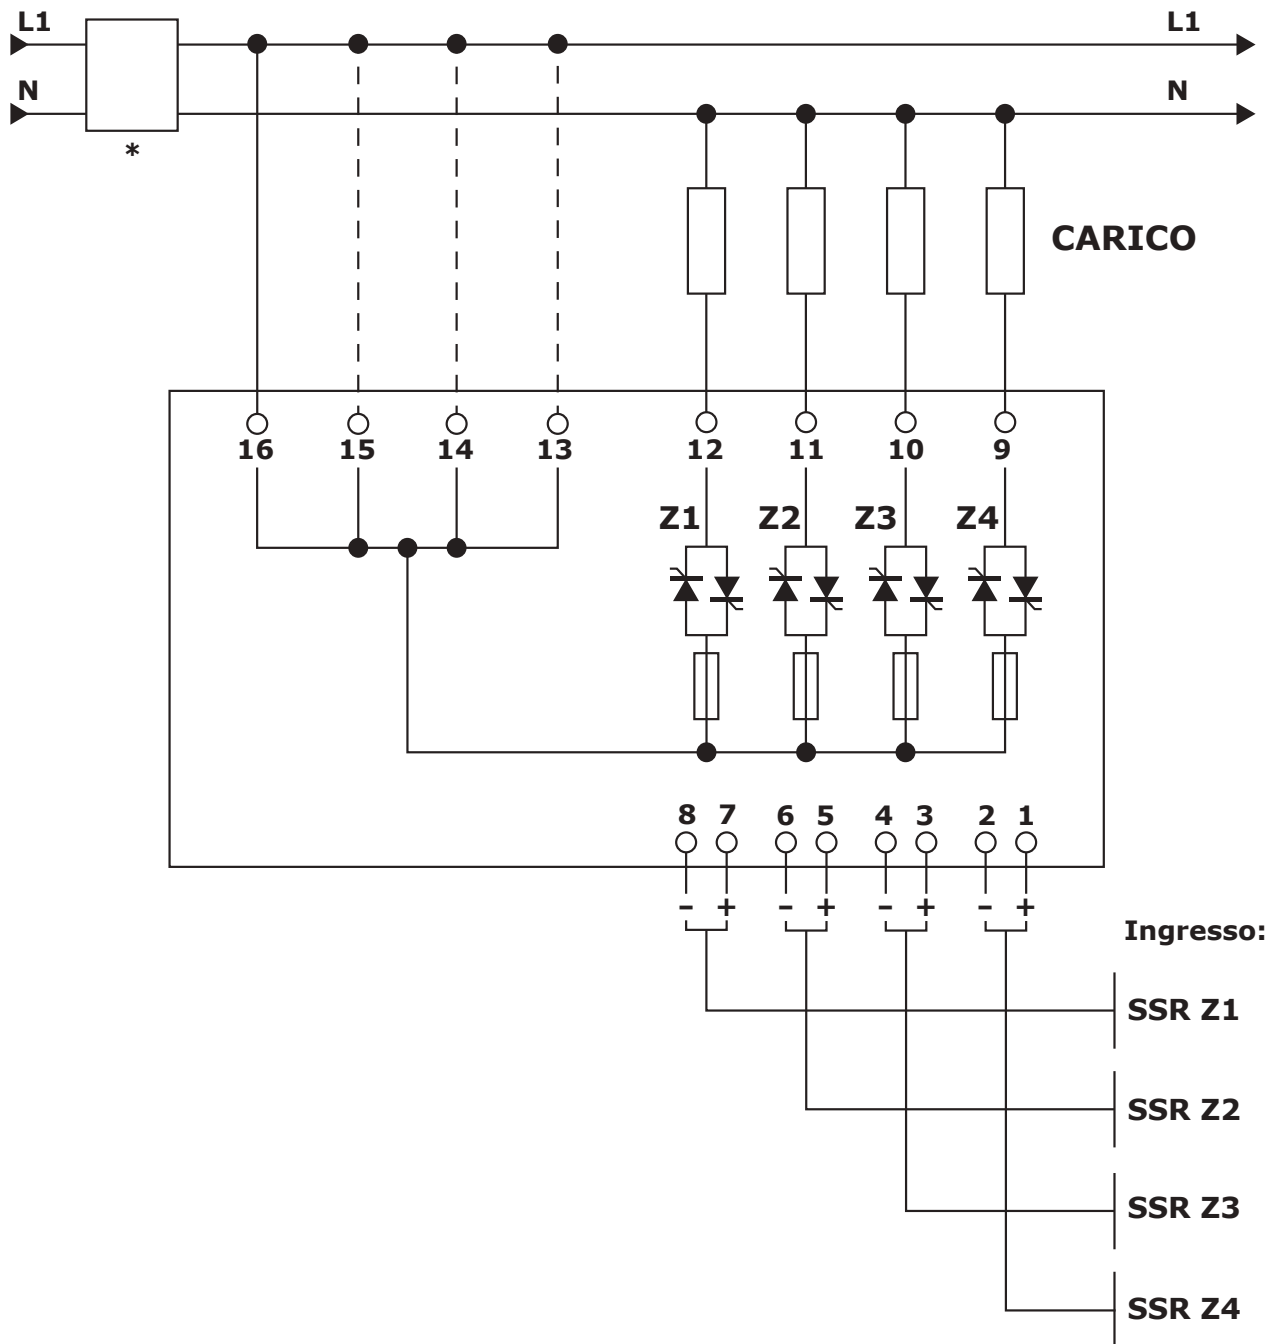 L1 L1
N N
*
CARICO
16 15 14 13 12 11 10 9
Z1 Z2 Z3 Z4
8 7 6 5 4 3 2 1
- + - + - + - +
Ingresso:
SSR Z1
SSR Z2
SSR Z3
SSR Z4